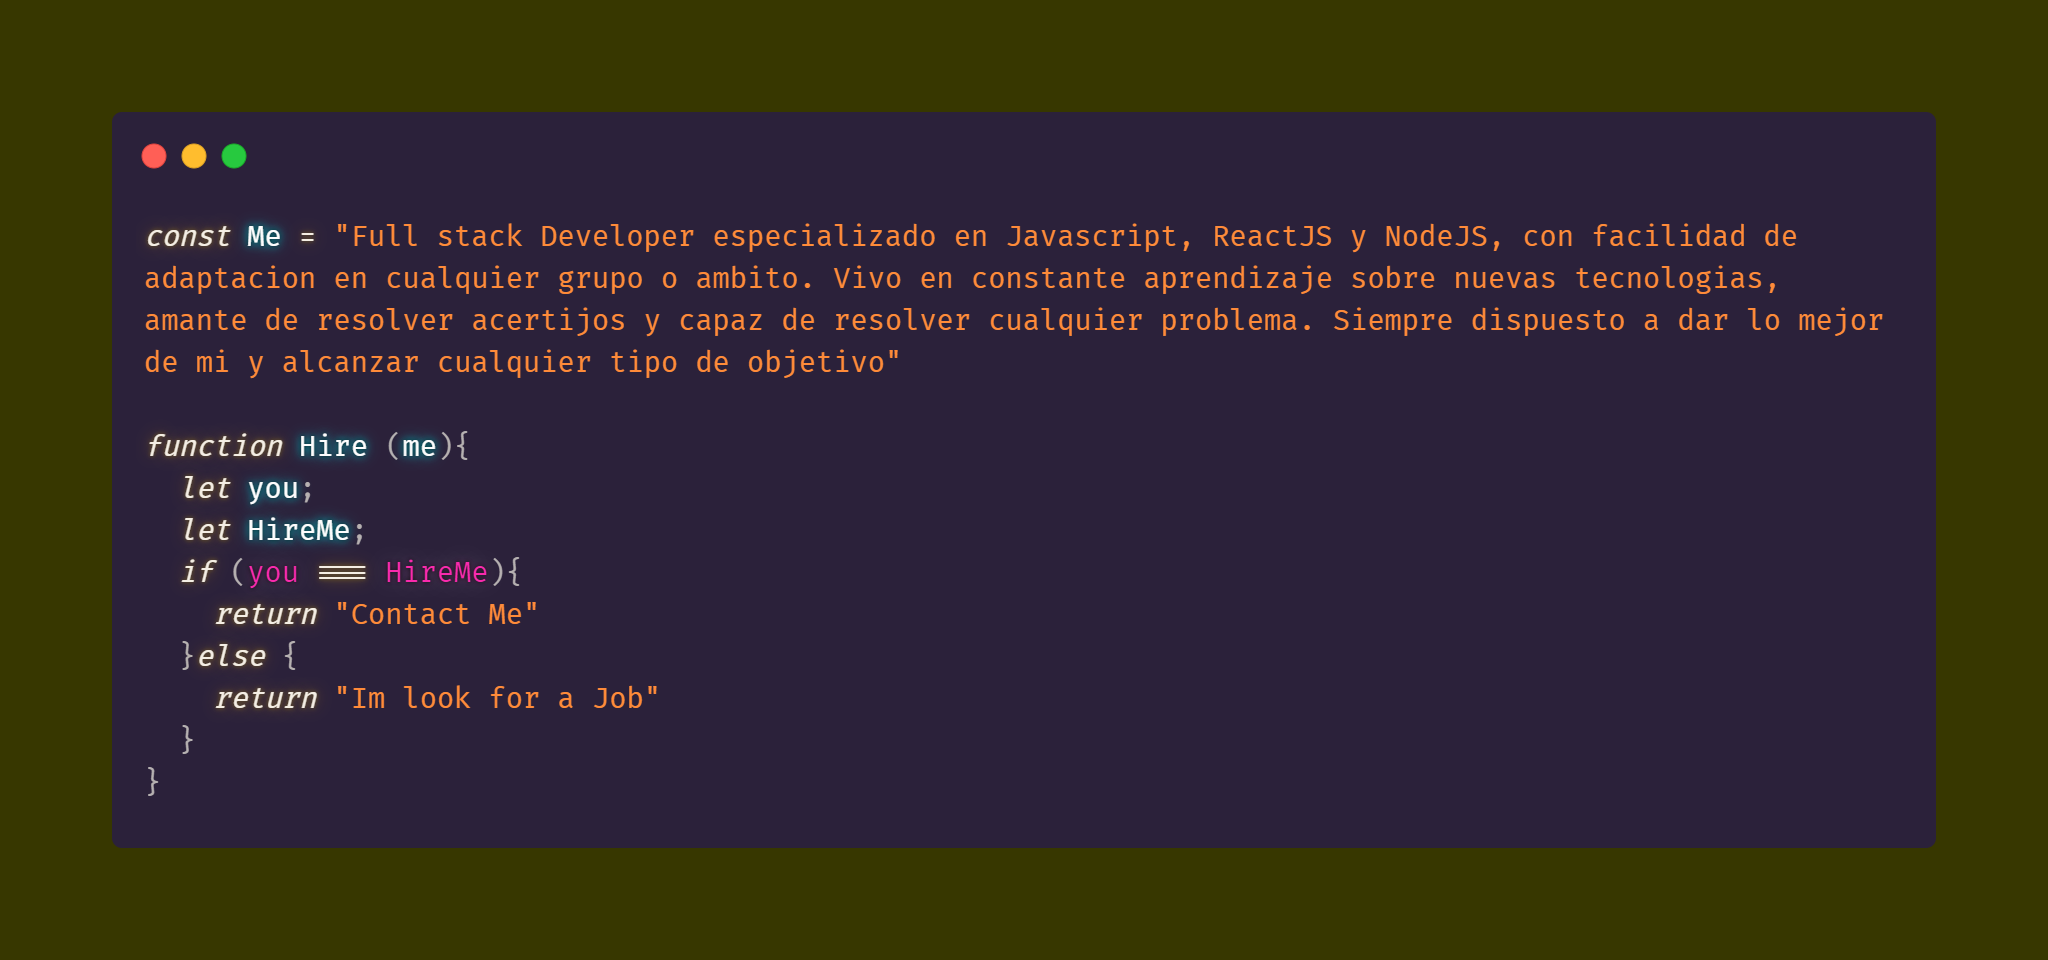 const Me = "Full stack Developer especializado en Javascript, ReactJS y NodeJS, con facilidad de
adaptacion en cualquier grupo o ambito. Vivo en constante aprendizaje sobre nuevas tecnologias,
amante de resolver acertijos y capaz de resolver cualquier problema. Siempre dispuesto a dar lo mejor
de mi y alcanzar cualquier tipo de objetivo"

function Hire (me){
  let you;
  let HireMe;
  if (you === HireMe){
    return "Contact Me"
  }else {
    return "Im look for a Job"
  }
}